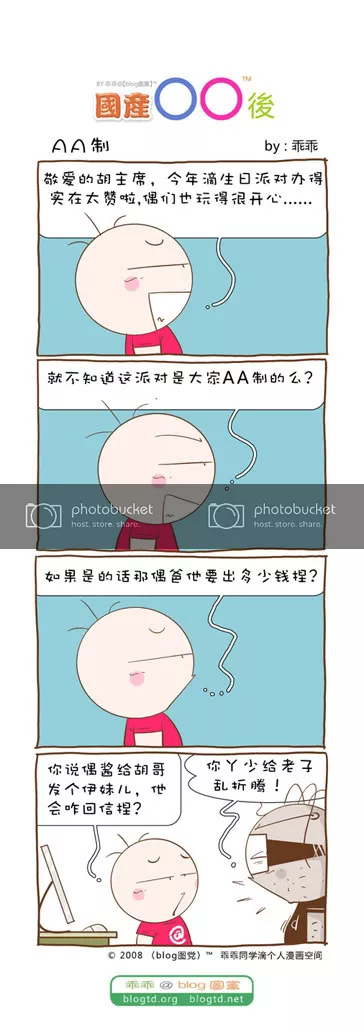 BY 乖乖@【blog图党】™
國産〇〇™後
AA制
by : 乖乖
敬爱的胡主席，今年滴生日派对办得
实在太赞啦,偶们也玩得很开心......
就不知道这派对是大家AA制的么?
photobucket
host. store. share.
photobucket
host. store. share.
如果是的话那偶爸他要出多少钱捏?
你说偶酱给胡哥
发个伊妹儿，他
会咋回信捏?
你丫少给老子
乱折腾！
© 2008 （blog图党）™ 乖乖同学滴个人漫画空间
乖乖 @ blog 圖黨
blogtd.org blogtd.net